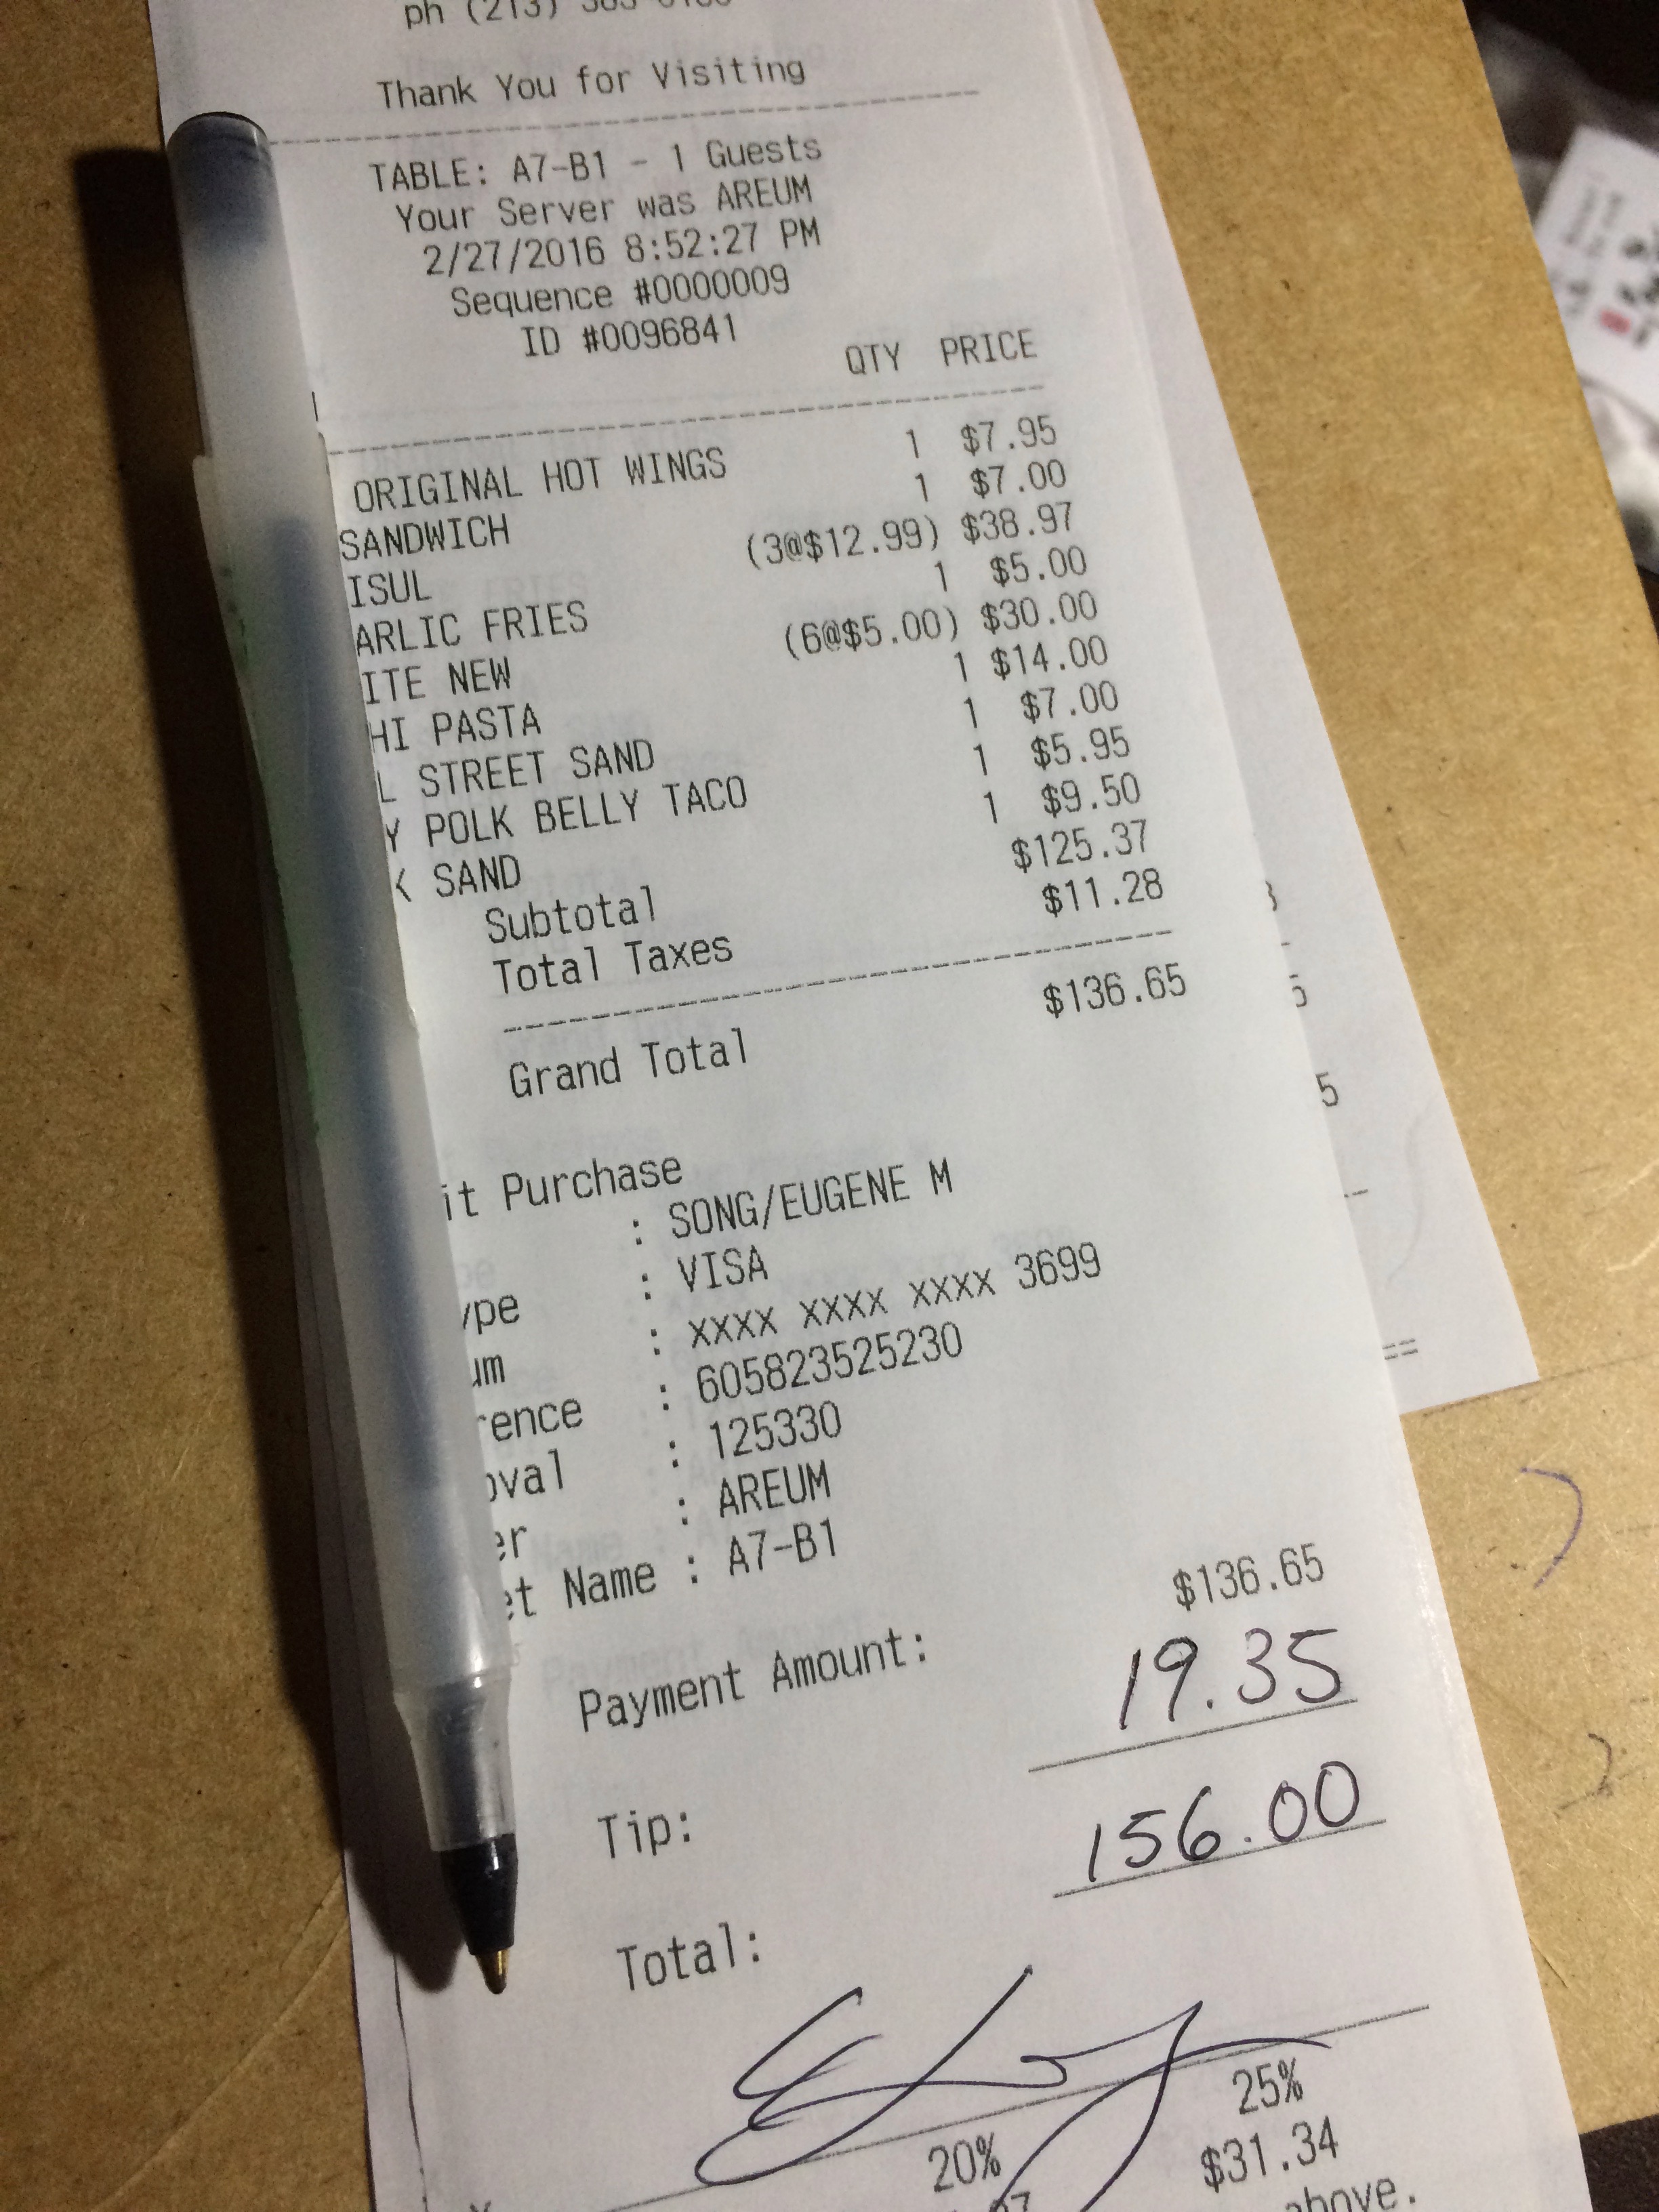 Thank You for Visiting
TABLE: A7-B1 - 1 Guests
Your Server was AREUM
2/27/2016 8:52:27 PM
Sequence #0000009
ID #0096841
QTY PRICE
ORIGINAL HOT WINGS 1 $7.95
SANDWICH 1 $7.00
ISUL (3@$12.99) $38.97
ARLIC FRIES 1 $5.00
ITE NEW (6@$5.00) $30.00
HI PASTA 1 $14.00
L STREET SAND 1 $7.00
Y POLK BELLY TACO 1 $5.95
K SAND 1 $9.50
Subtotal $125.37
Total Taxes $11.28
Grand Total $136.65
it Purchase
: SONG/EUGENE M
ype : VISA
um : XXXX XXXX XXXX 3699
rence : 605823525230
oval : 125330
er : AREUM
et Name : A7-B1
Payment Amount: $136.65
Tip: 19.35
Total: 156.00
20% 25%
$31.34
above.